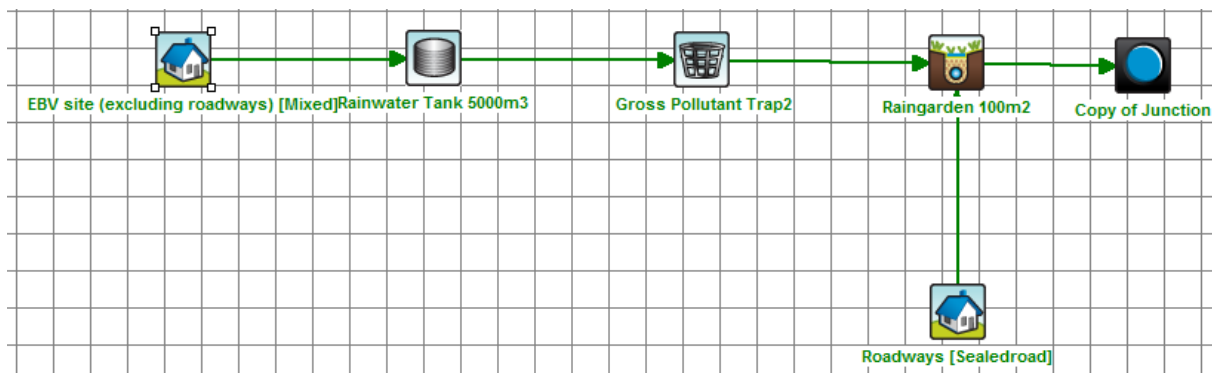 EBV site (excluding roadways) [Mixed]
Rainwater Tank 5000m3
Gross Pollutant Trap2
Raingarden 100m2
Copy of Junction
Roadways [Sealedroad]